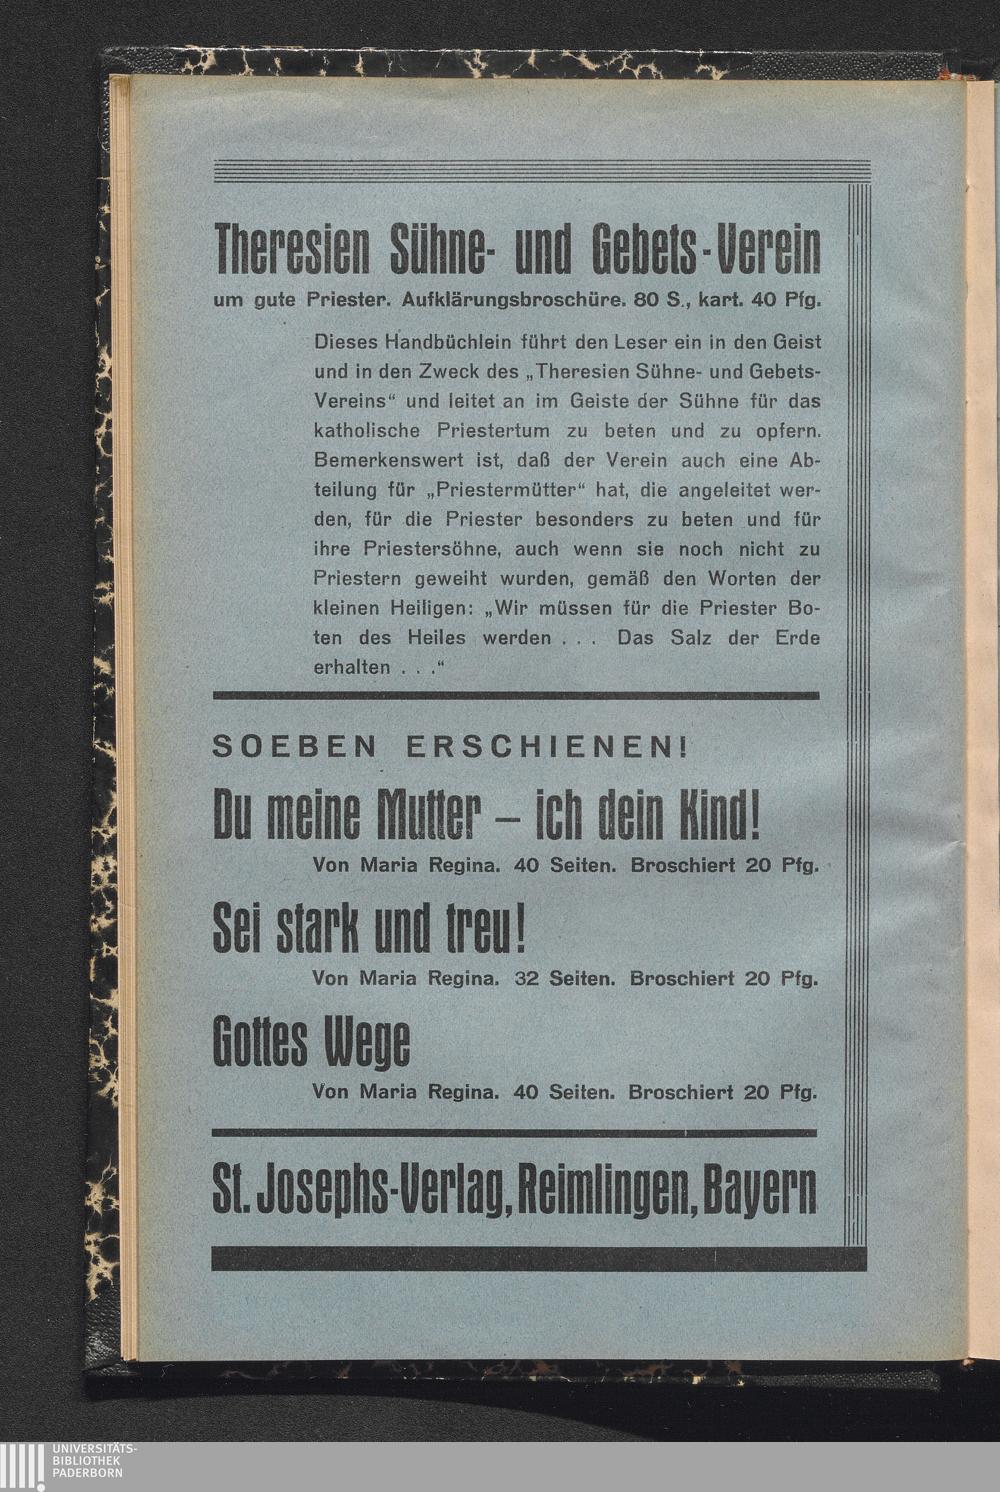 Theresien Sühne- und Gebets-Verein
um gute Priester. Aufklärungsbroschüre. 80 S., kart. 40 Pfg.
Dieses Handbüchlein führt den Leser ein in den Geist
und in den Zweck des „Theresien Sühne- und Gebets-
Vereins“ und leitet an im Geiste der Sühne für das
katholische Priestertum zu beten und zu opfern.
Bemerkenswert ist, daß der Verein auch eine Ab-
teilung für „Priestermütter“ hat, die angeleitet wer-
den, für die Priester besonders zu beten und für
ihre Priestersöhne, auch wenn sie noch nicht zu
Priestern geweiht wurden, gemäß den Worten der
kleinen Heiligen: „Wir müssen für die Priester Bo-
ten des Heiles werden . . . Das Salz der Erde
erhalten . . .“
SOEBEN ERSCHIENEN!
Du meine Mutter – ich dein Kind!
Von Maria Regina. 40 Seiten. Broschiert 20 Pfg.
Sei stark und treu!
Von Maria Regina. 32 Seiten. Broschiert 20 Pfg.
Gottes Wege
Von Maria Regina. 40 Seiten. Broschiert 20 Pfg.
St. Josephs-Verlag, Reimlingen, Bayern
UNIVERSITÄTS-
BIBLIOTHEK
PADERBORN